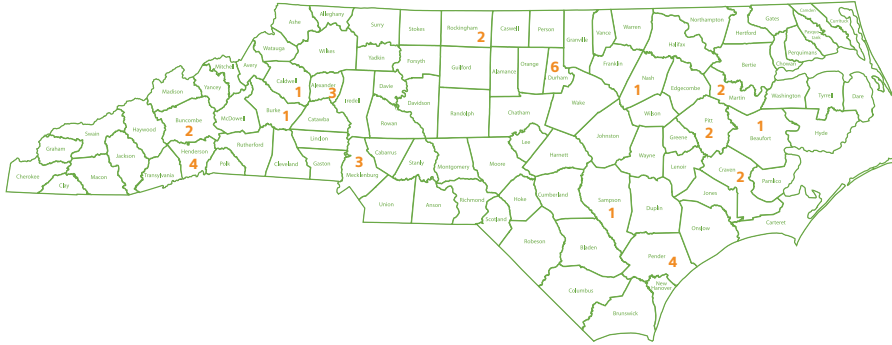 Ashe
Alleghany
Surry
Stokes
Rockingham
2
Caswell
Person
Granville
Vance
Warren
Northampton
Gates
Camden
Currituck
Hertford
Halifax
Perquimans
Chowan
Watauga
Wilkes
Yadkin
Forsyth
Guilford
Alamance
Orange
6
Durham
Franklin
Nash
1
Edgecombe
Bertie
Mitchell
Avery
Caldwell
1
Alexander
3
Iredell
Davie
Davidson
Randolph
Chatham
Wake
Wilson
2
Martin
Washington
Tyrrell
Dare
Madison
Yancey
Buncombe
2
McDowell
Burke
1
Catawba
Rowan
Lee
Johnston
Greene
Pitt
2
1
Beaufort
Hyde
Graham
Swain
Haywood
Henderson
4
Rutherford
Polk
Cleveland
Lincoln
Gaston
3
Mecklenburg
Cabarrus
Stanly
Montgomery
Moore
Harnett
Wayne
Lenoir
Craven
2
Pamlico
Jones
Carteret
Cherokee
Clay
Macon
Jackson
Transylvania
Union
Anson
Richmond
Scotland
Hoke
Cumberland
Sampson
1
Duplin
Onslow
Robeson
Bladen
Pender
4
New
Hanover
Columbus
Brunswick